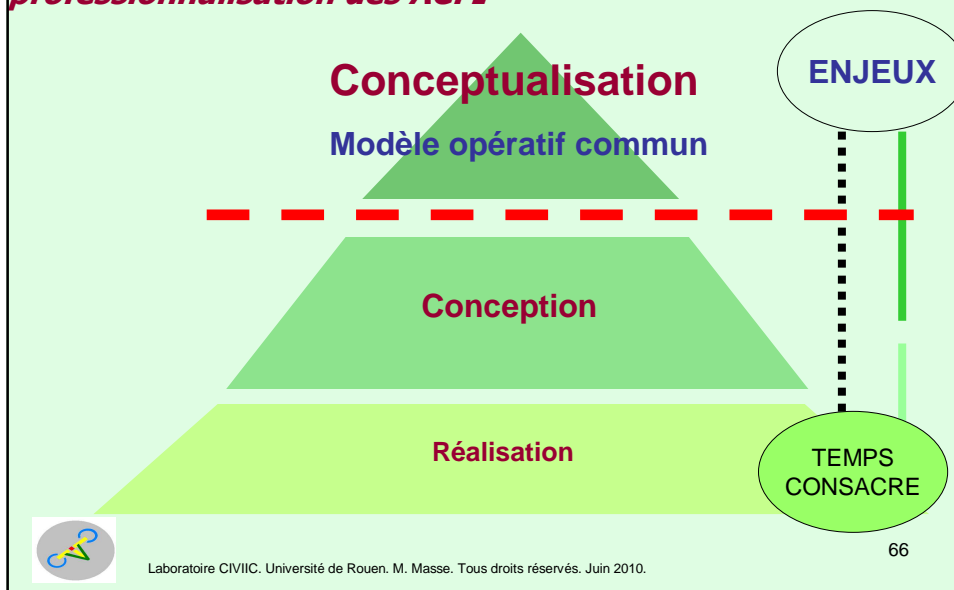 professionnalisation des
Conceptualisation
ENJEUX
Modèle opératif commun
Conception
Réalisation
TEMPS
CONSACRE
66
Laboratoire CIVIIC. Université de Rouen. M. Masse. Tous droits réservés. Juin 2010.